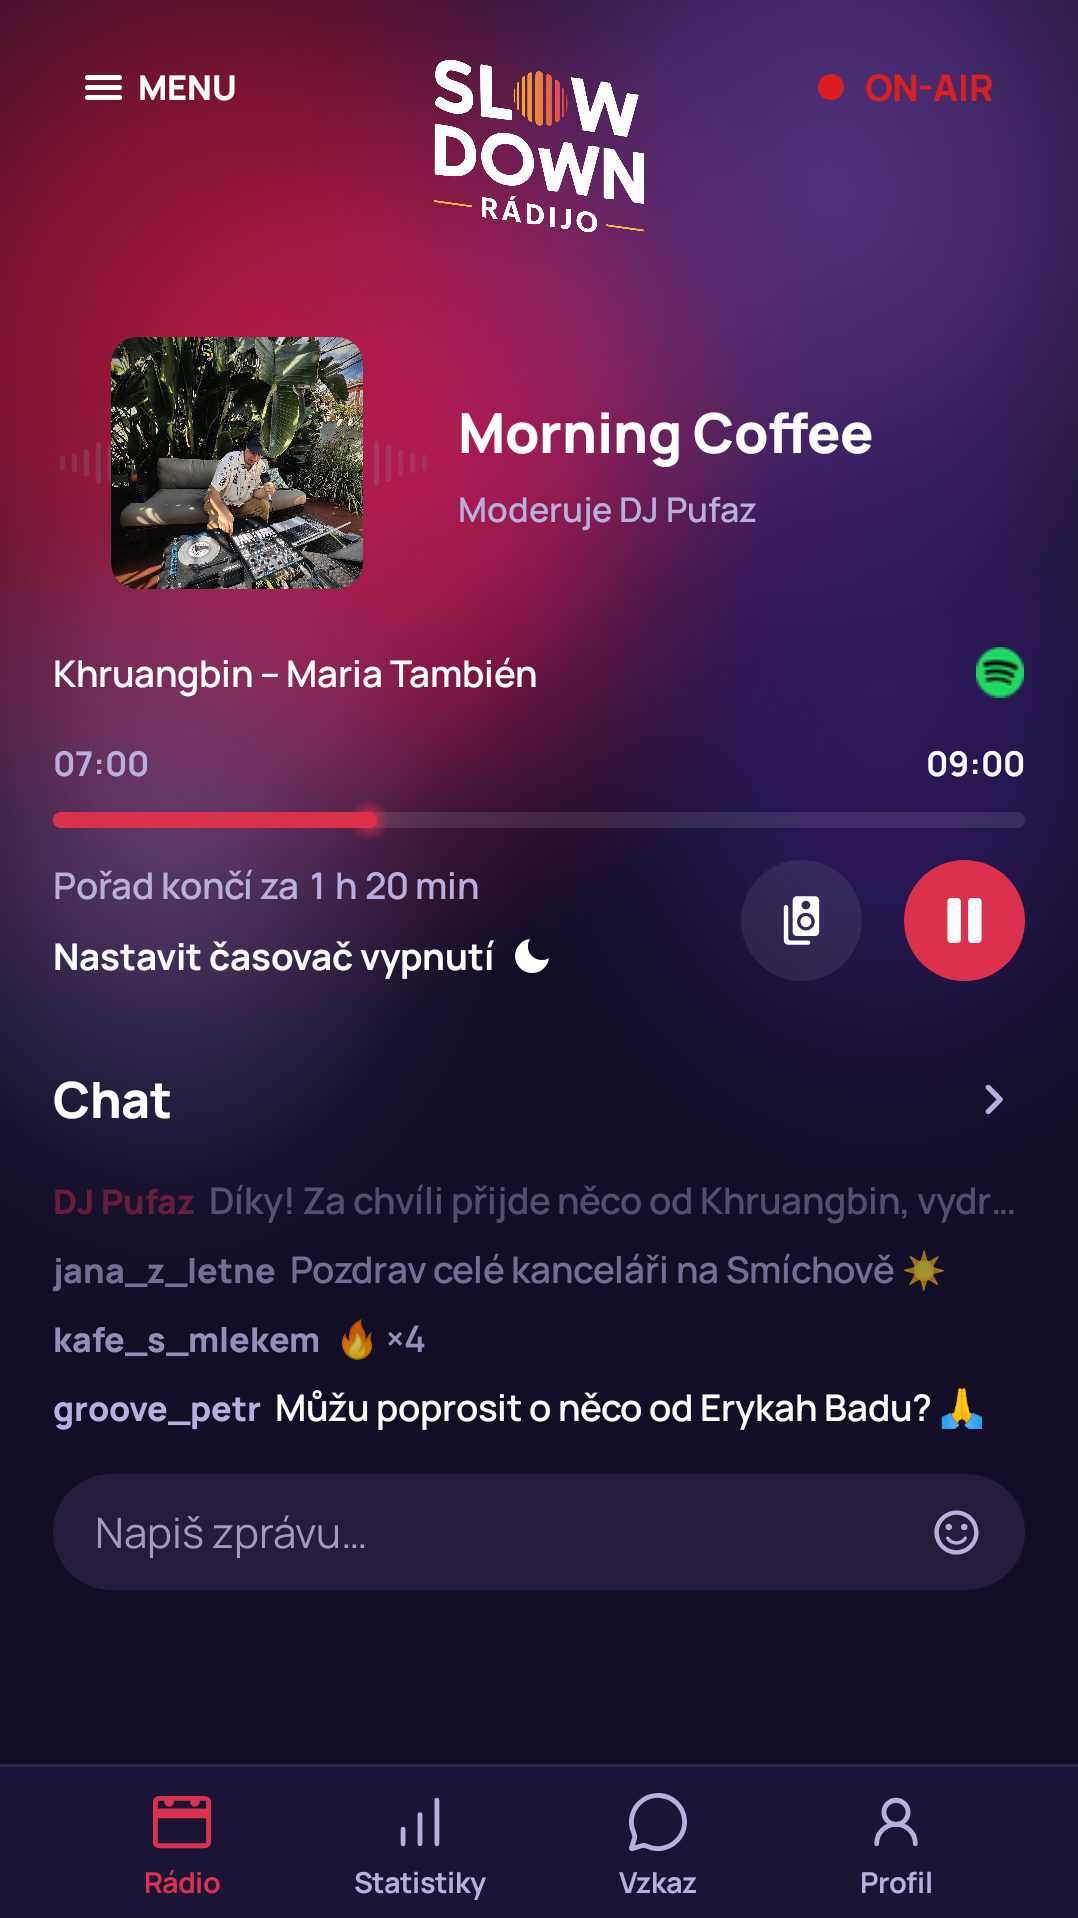 MENU
SLOW
DOWN
RÁDIJO
ON-AIR
Morning Coffee
Moderuje DJ Pufaz
Khruangbin – Maria También
07:00
09:00
Pořad končí za 1 h 20 min
Nastavit časovač vypnutí
Chat
DJ Pufaz Díky! Za chvíli přijde něco od Khruangbin, vydr...
jana_z_letne Pozdrav celé kanceláři na Smíchově ☀️
kafe_s_mlekem 🔥 ×4
groove_petr Můžu poprosit o něco od Erykah Badu? 🙏
Napiš zprávu...
Rádio
Statistiky
Vzkaz
Profil